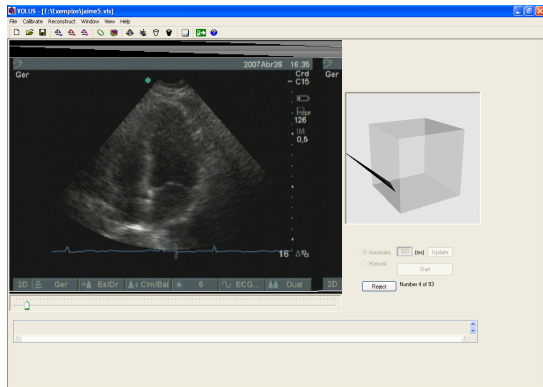 VOLUS - [E:\Exemplos\jaime5.vls]
File Calibrate Reconstruct Window View Help
2007Abr26 16:35
Ger
Crd
C15
Ger
126
IM
0,5
16
2D Ger Es/Dr Cim/Bai 6 ECG... Dual 2D
Automatic 300 [ms] Update
Manual
Start
Reject Number 4 of 93